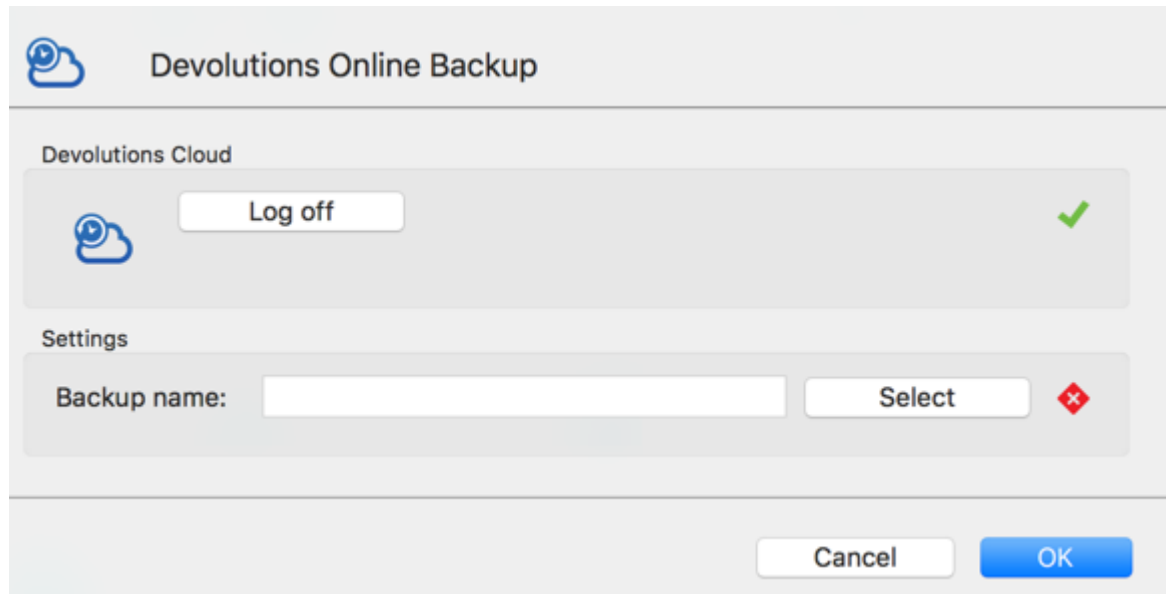 Devolutions Online Backup
Devolutions Cloud
Log off
Settings
Backup name:
Select
Cancel
OK